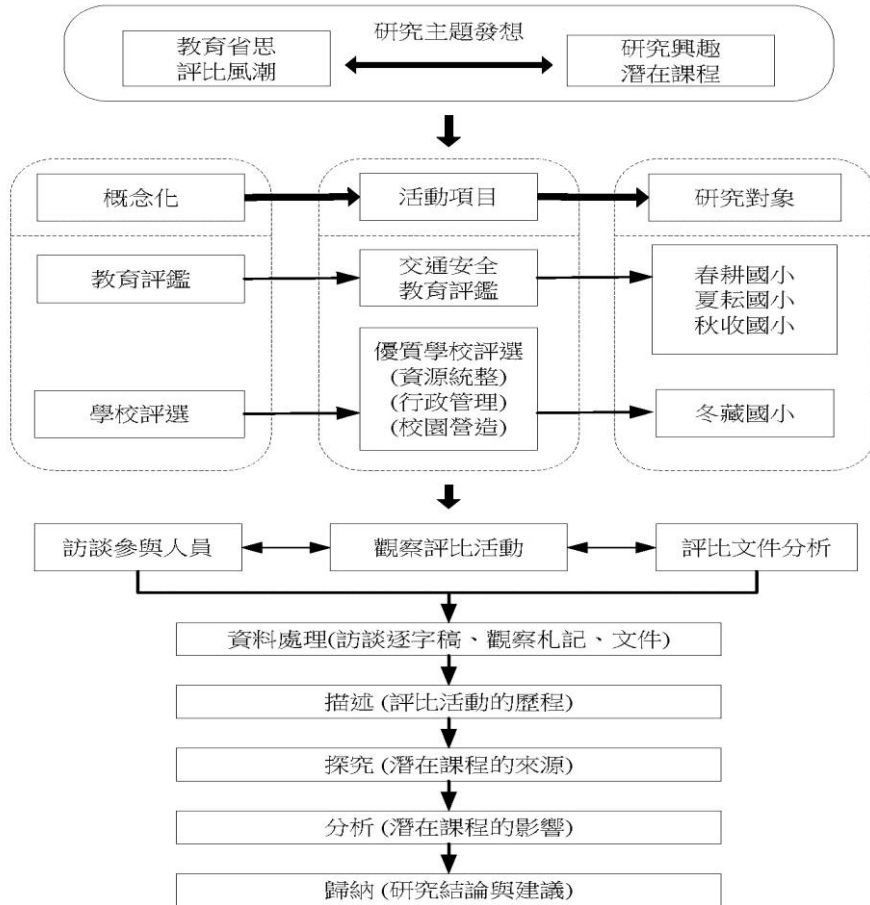 研究主題發想
教育省思
評比風潮
研究興趣
潛在課程
概念化
活動項目
研究對象
教育評鑑
交通安全
教育評鑑
春耕國小
夏耘國小
秋收國小
學校評選
優質學校評選
(資源統整)
(行政管理)
(校園營造)
冬藏國小
訪談參與人員
觀察評比活動
評比文件分析
資料處理(訪談逐字稿、觀察札記、文件)
描述 (評比活動的歷程)
探究 (潛在課程的來源)
分析 (潛在課程的影響)
歸納 (研究結論與建議)